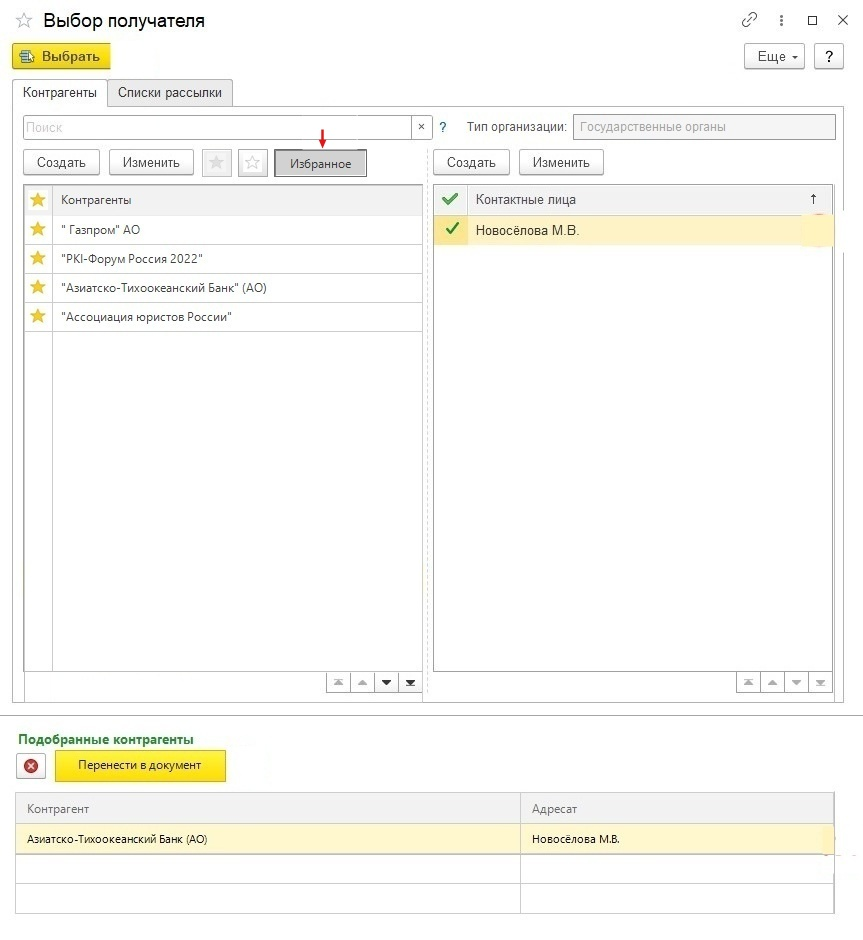 Выбор получателя
Выбрать
Еще
?
Контрагенты
Списки рассылки
Поиск
×
?
Тип организации:
Государственные органы
Создать
Изменить
Избранное
Создать
Изменить
Контрагенты
" Газпром" АО
"PKI-Форум Россия 2022"
"Азиатско-Тихоокеанский Банк" (АО)
"Ассоциация юристов России"
Контактные лица ↑
Новосёлова М.В.
Подобранные контрагенты
Перенести в документ
Контрагент Адресат
Азиатско-Тихоокеанский Банк (АО) Новосёлова М.В.